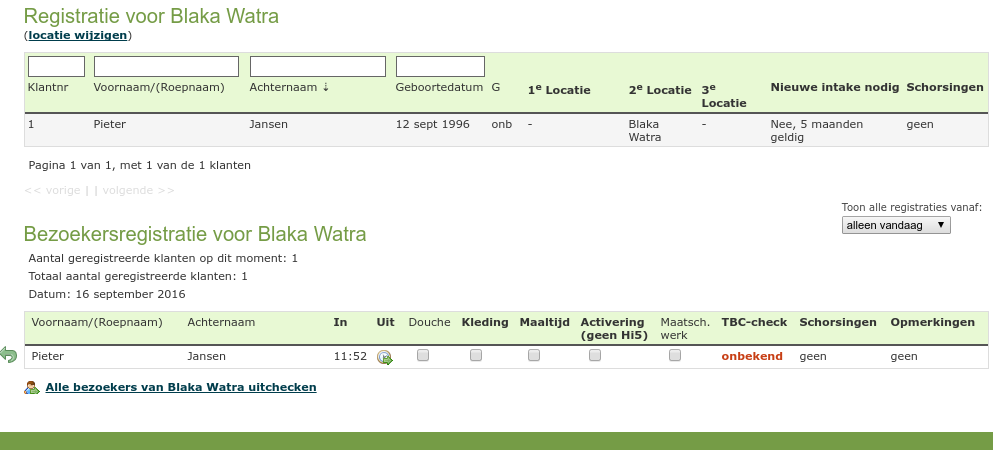 Registratie voor Blaka Watra
(locatie wijzigen)
Klantnr Voornaam/(Roepnaam) Achternaam ↓ Geboortedatum G 1e Locatie 2e Locatie 3e Locatie Nieuwe intake nodig Schorsingen
1 Pieter Jansen 12 sept 1996 onb - Blaka Watra - Nee, 5 maanden geldig geen
Pagina 1 van 1, met 1 van de 1 klanten
<< vorige | | volgende >>
Toon alle registraties vanaf:
alleen vandaag ▼
Bezoekersregistratie voor Blaka Watra
Aantal geregistreerde klanten op dit moment: 1
Totaal aantal geregistreerde klanten: 1
Datum: 16 september 2016
Voornaam/(Roepnaam) Achternaam In Uit Douche Kleding Maaltijd Activering (geen Hi5) Maatsch. werk TBC-check Schorsingen Opmerkingen
Pieter Jansen 11:52 onbekend geen geen
Alle bezoekers van Blaka Watra uitchecken